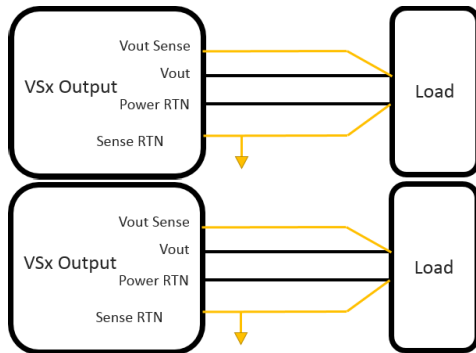 Vout Sense
Vout
VSx Output
Power RTN
Load
Sense RTN
Vout Sense
Vout
VSx Output
Power RTN
Load
Sense RTN